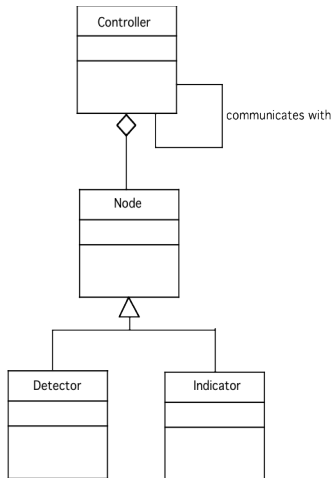 Controller
communicates with
Node
Detector
Indicator